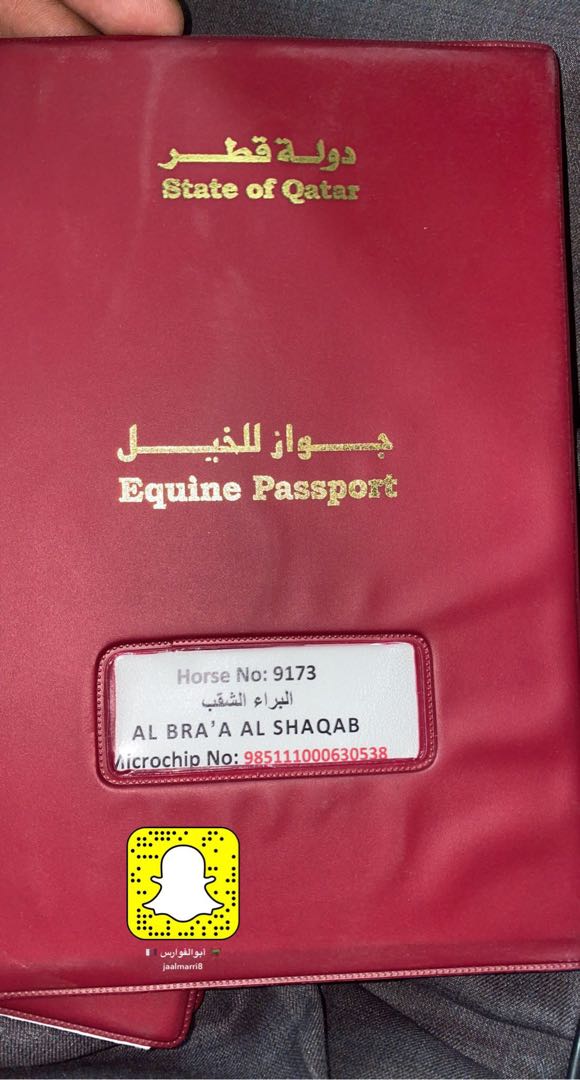 دولة قطر
State of Qatar
جواز للخيل
Equine Passport
Horse No: 9173
البراء الشقب
AL BRA’A AL SHAQAB
Microchip No: 985111000630538
أبوالفوارس
jaalmarri8